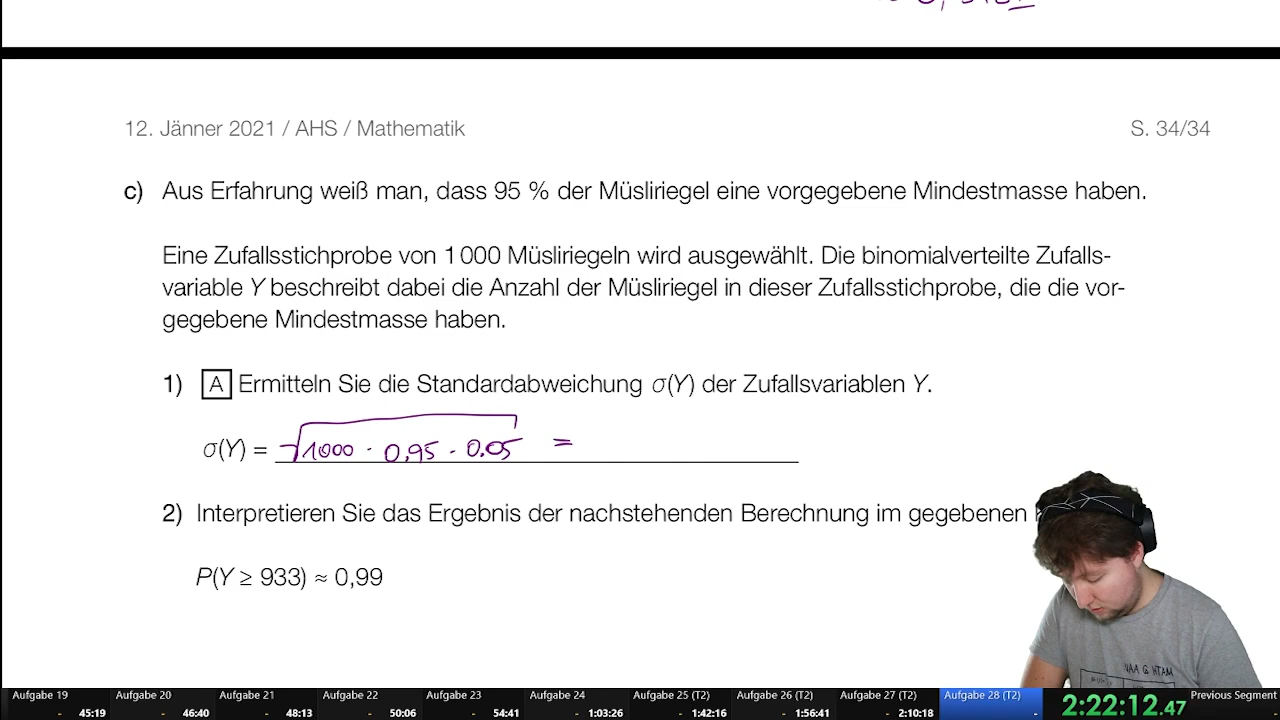 12. Jänner 2021 / AHS / Mathematik
S. 34/34
c) Aus Erfahrung weiß man, dass 95 % der Müsliriegel eine vorgegebene Mindestmasse haben.
Eine Zufallsstichprobe von 1 000 Müsliriegeln wird ausgewählt. Die binomialverteilte Zufalls-
variable Y beschreibt dabei die Anzahl der Müsliriegel in dieser Zufallsstichprobe, die die vor-
gegebene Mindestmasse haben.
1) A Ermitteln Sie die Standardabweichung σ(Y) der Zufallsvariablen Y.
σ(Y) = √1000 · 0,95 · 0.05 =
2) Interpretieren Sie das Ergebnis der nachstehenden Berechnung im gegebenen
P(Y ≥ 933) ≈ 0,99
Aufgabe 19 Aufgabe 20 Aufgabe 21 Aufgabe 22 Aufgabe 23 Aufgabe 24 Aufgabe 25 (T2) Aufgabe 26 (T2) Aufgabe 27 (T2) Aufgabe 28 (T2) 2:22:12.47 Previous Segment
- 45:19 - 46:40 - 48:13 - 50:06 - 54:41 - 1:03:26 - 1:42:16 - 1:56:41 - 2:10:18 - -